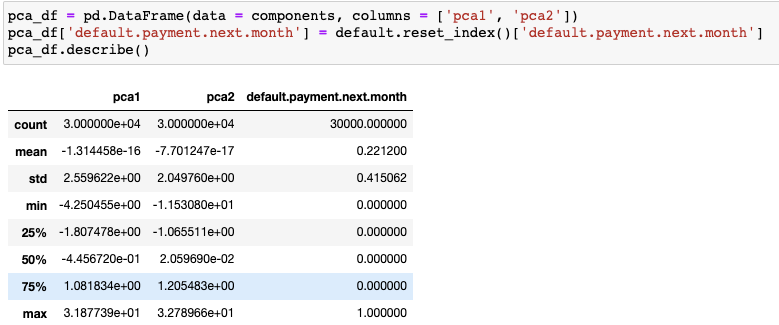 pca_df = pd.DataFrame(data = components, columns = ['pca1', 'pca2'])
pca_df['default.payment.next.month'] = default.reset_index()['default.payment.next.month']
pca_df.describe()
pca1 pca2 default.payment.next.month
count 3.000000e+04 3.000000e+04 30000.000000
mean -1.314458e-16 -7.701247e-17 0.221200
std 2.559622e+00 2.049760e+00 0.415062
min -4.250455e+00 -1.153080e+01 0.000000
25% -1.807478e+00 -1.065511e+00 0.000000
50% -4.456720e-01 2.059690e-02 0.000000
75% 1.081834e+00 1.205483e+00 0.000000
max 3.187739e+01 3.278966e+01 1.000000